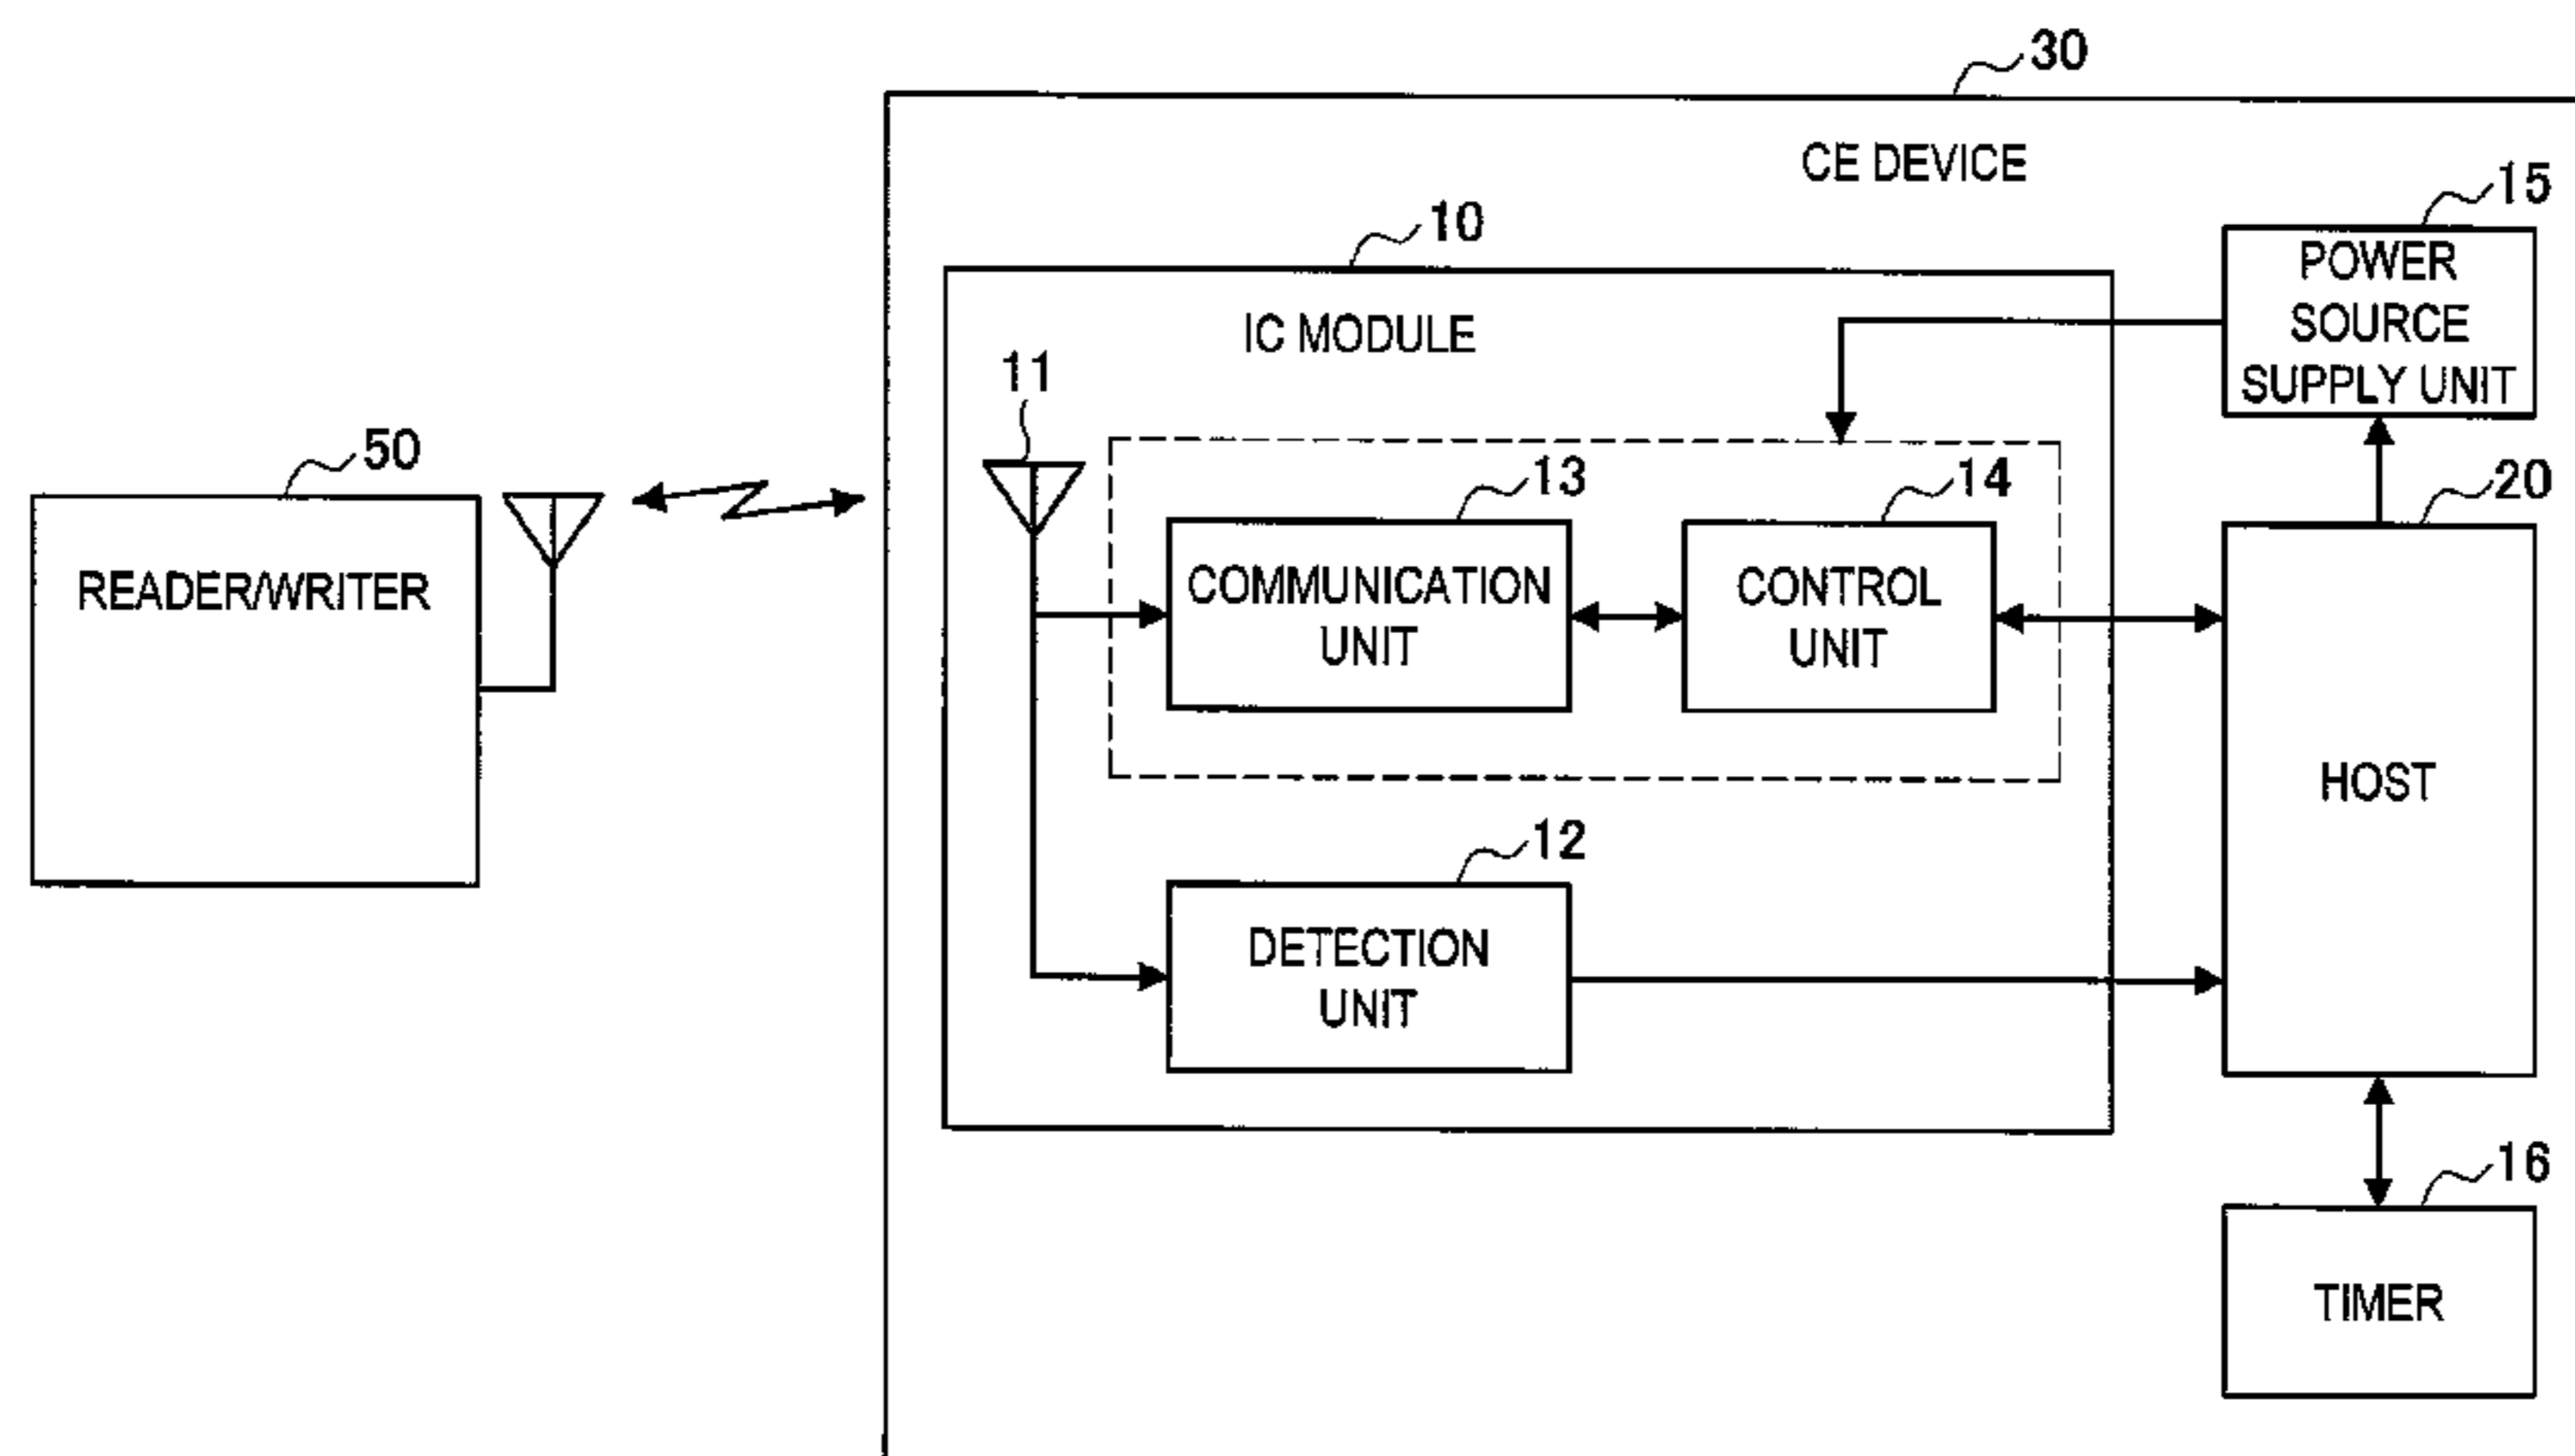 30
CE DEVICE
15
POWER
SOURCE
SUPPLY UNIT
10
IC MODULE
11
50
READER/WRITER
13
COMMUNICATION
UNIT
14
CONTROL
UNIT
20
HOST
12
DETECTION
UNIT
16
TIMER